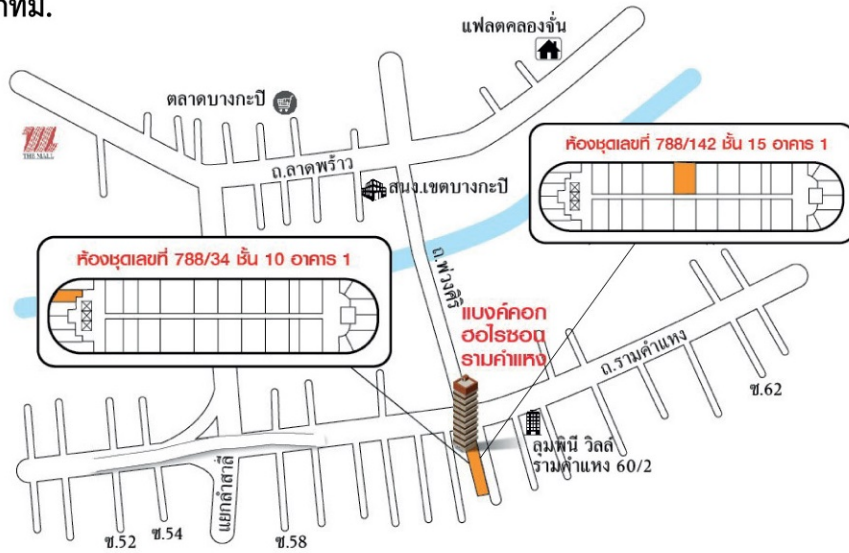 กทม.
แฟลตคลองจั่น
ตลาดบางกะปิ
THE MALL
ถ.ลาดพร้าว
สนง.เขตบางกะปิ
ห้องชุดเลขที่ 788/142 ชั้น 15 อาคาร 1
ห้องชุดเลขที่ 788/34 ชั้น 10 อาคาร 1
ถ.พ่วงศิริ
แบงค์คอก
ฮอไรซอน
รามคำแหง
ถ.รามคำแหง
ซ.62
ลุมพินี วิลล์
รามคำแหง 60/2
แยกลำสาลี
ซ.52
ซ.54
ซ.58